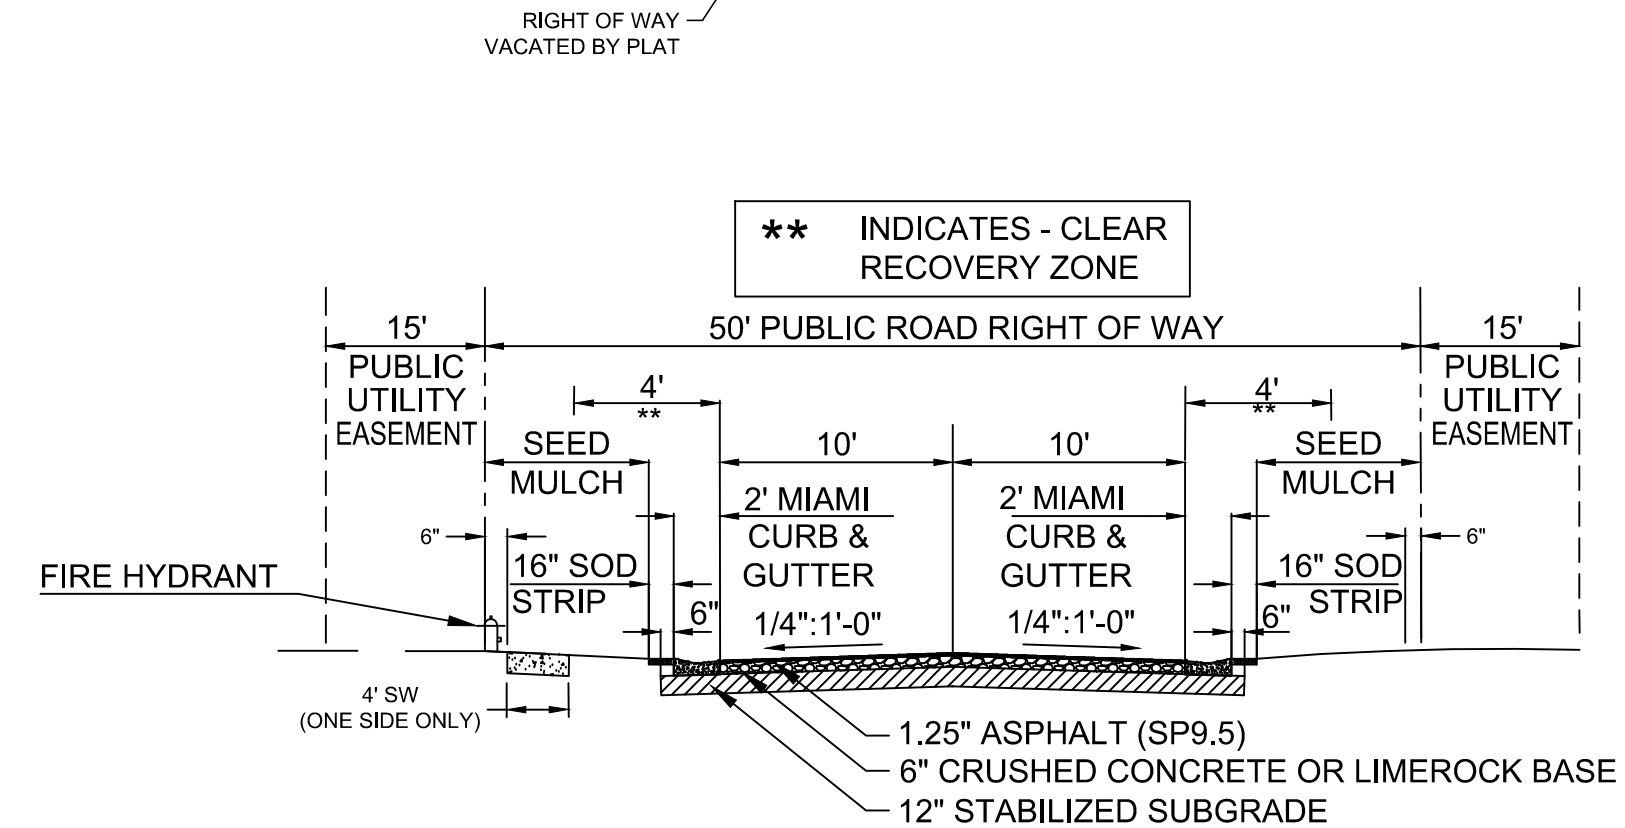 RIGHT OF WAY
VACATED BY PLAT
** INDICATES - CLEAR
RECOVERY ZONE
15'
50' PUBLIC ROAD RIGHT OF WAY
15'
PUBLIC
UTILITY
EASEMENT
PUBLIC
UTILITY
EASEMENT
4'
**
4'
**
SEED
MULCH
10'
10'
SEED
MULCH
2' MIAMI
CURB &
GUTTER
2' MIAMI
CURB &
GUTTER
6"
6"
FIRE HYDRANT
16" SOD
STRIP
16" SOD
STRIP
6"
1/4":1'-0"
1/4":1'-0"
6"
4' SW
(ONE SIDE ONLY)
1.25" ASPHALT (SP9.5)
6" CRUSHED CONCRETE OR LIMEROCK BASE
12" STABILIZED SUBGRADE